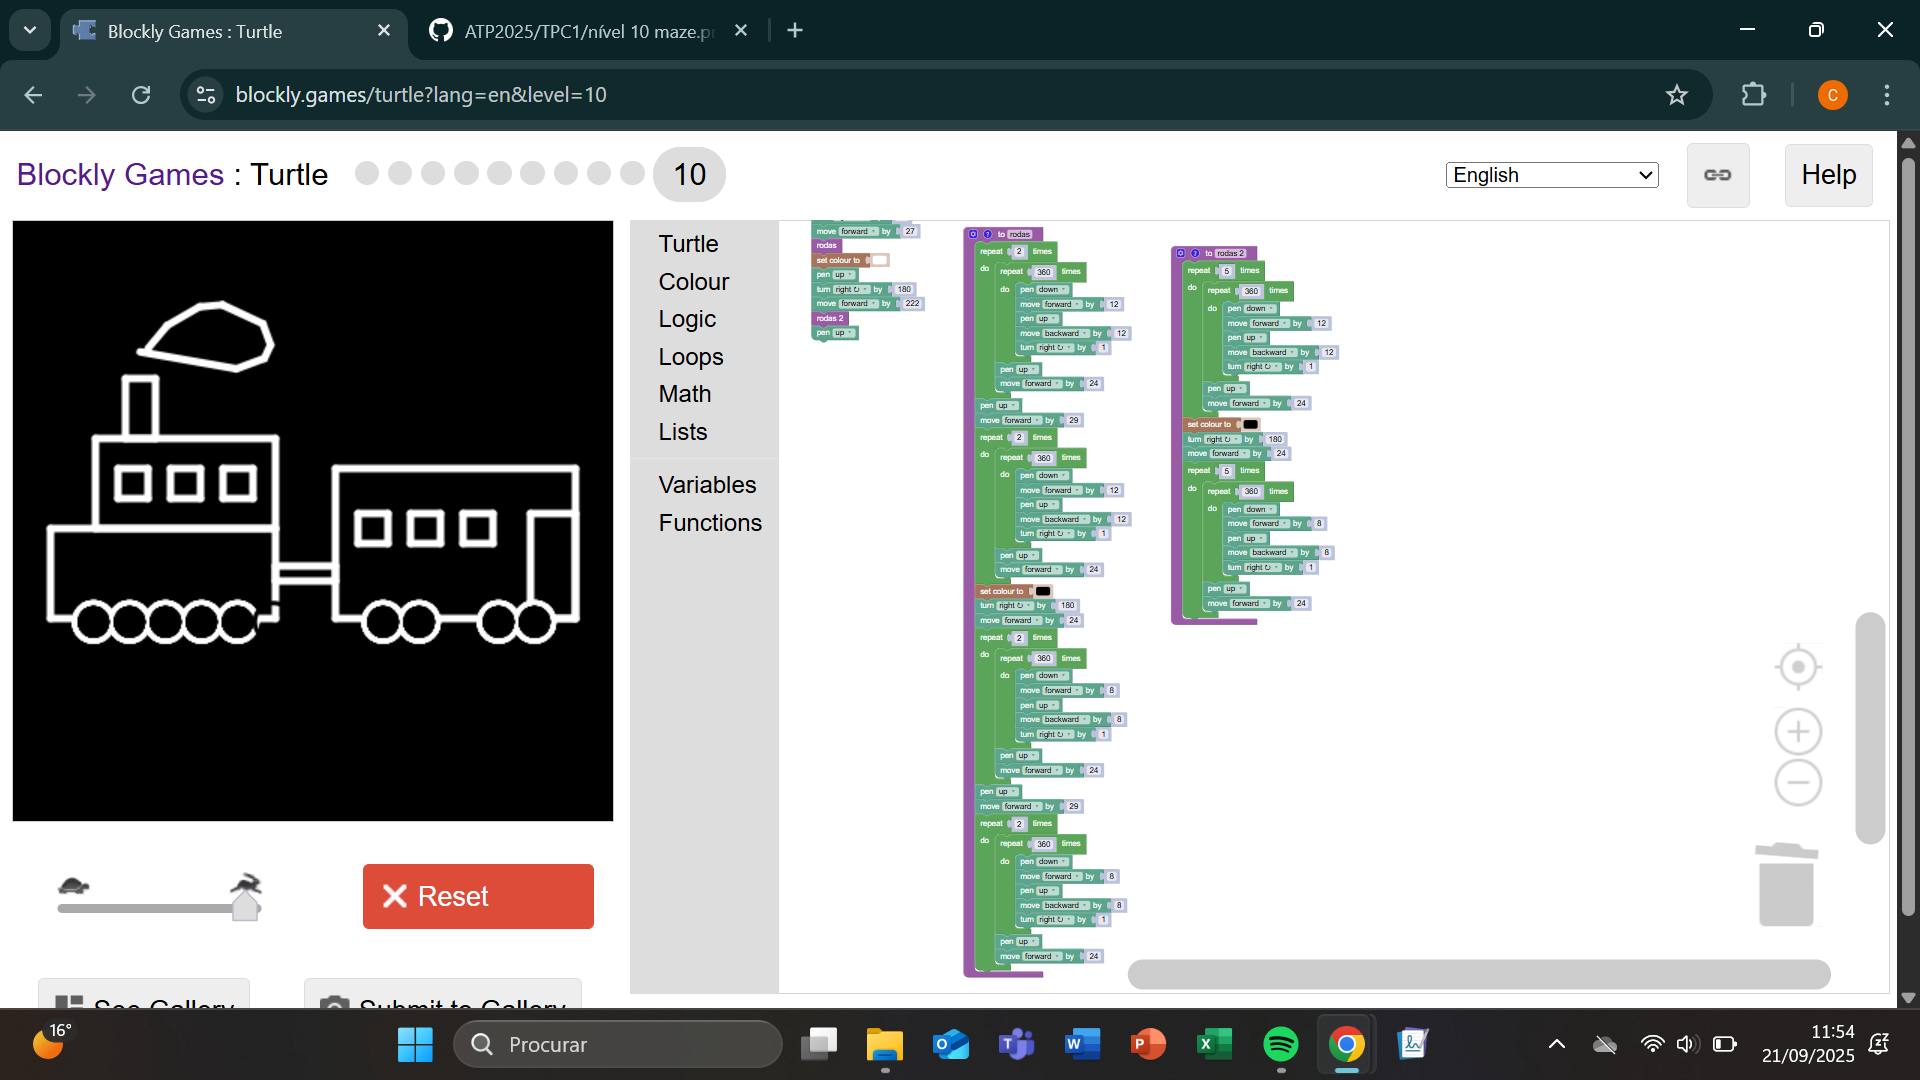 Blockly Games : Turtle
ATP2025/TPC1/nível 10 maze.p
blockly.games/turtle?lang=en&level=10
C
Blockly Games : Turtle
10
English
Help
Turtle
Colour
Logic
Loops
Math
Lists
Variables
Functions
move forward by 27
rodas
set colour to
pen up
turn right ↻ by 180
move forward by 222
rodas 2
pen up
to rodas
repeat 2 times
do repeat 360 times
do pen down
move forward by 12
pen up
move backward by 12
turn right ↻ by 1
pen up
move forward by 24
pen up
move forward by 29
repeat 2 times
do repeat 360 times
do pen down
move forward by 12
pen up
move backward by 12
turn right ↻ by 1
pen up
move forward by 24
set colour to
turn right ↻ by 180
move forward by 24
repeat 2 times
do repeat 360 times
do pen down
move forward by 8
pen up
move backward by 8
turn right ↻ by 1
pen up
move forward by 24
pen up
move forward by 29
repeat 2 times
do repeat 360 times
do pen down
move forward by 8
pen up
move backward by 8
turn right ↻ by 1
pen up
move forward by 24
to rodas 2
repeat 5 times
do repeat 360 times
do pen down
move forward by 12
pen up
move backward by 12
turn right ↻ by 1
pen up
move forward by 24
set colour to
turn right ↻ by 180
move forward by 24
repeat 5 times
do repeat 360 times
do pen down
move forward by 8
pen up
move backward by 8
turn right ↻ by 1
pen up
move forward by 24
Reset
See Gallery
Submit to Gallery
16°
Procurar
11:54
21/09/2025